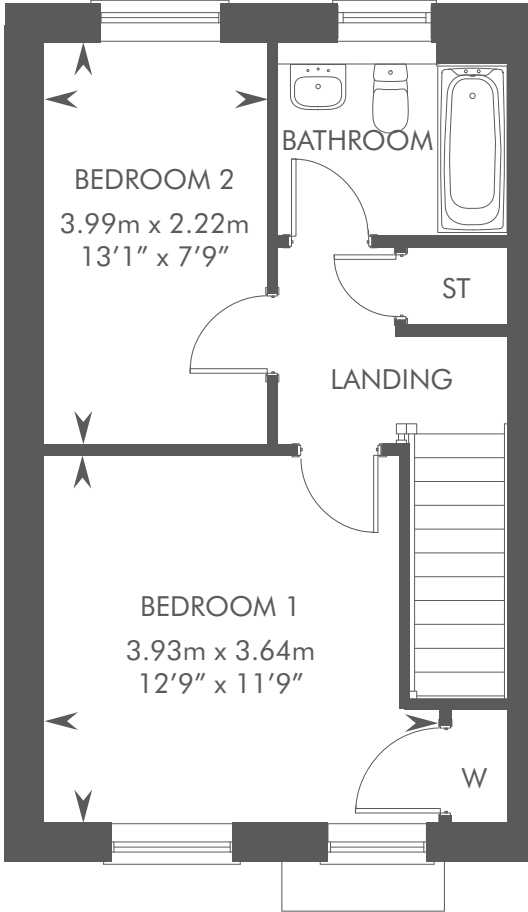 BATHROOM
BEDROOM 2
3.99m x 2.22m
13’1” x 7’9”
ST
LANDING
BEDROOM 1
3.93m x 3.64m
12’9” x 11’9”
W